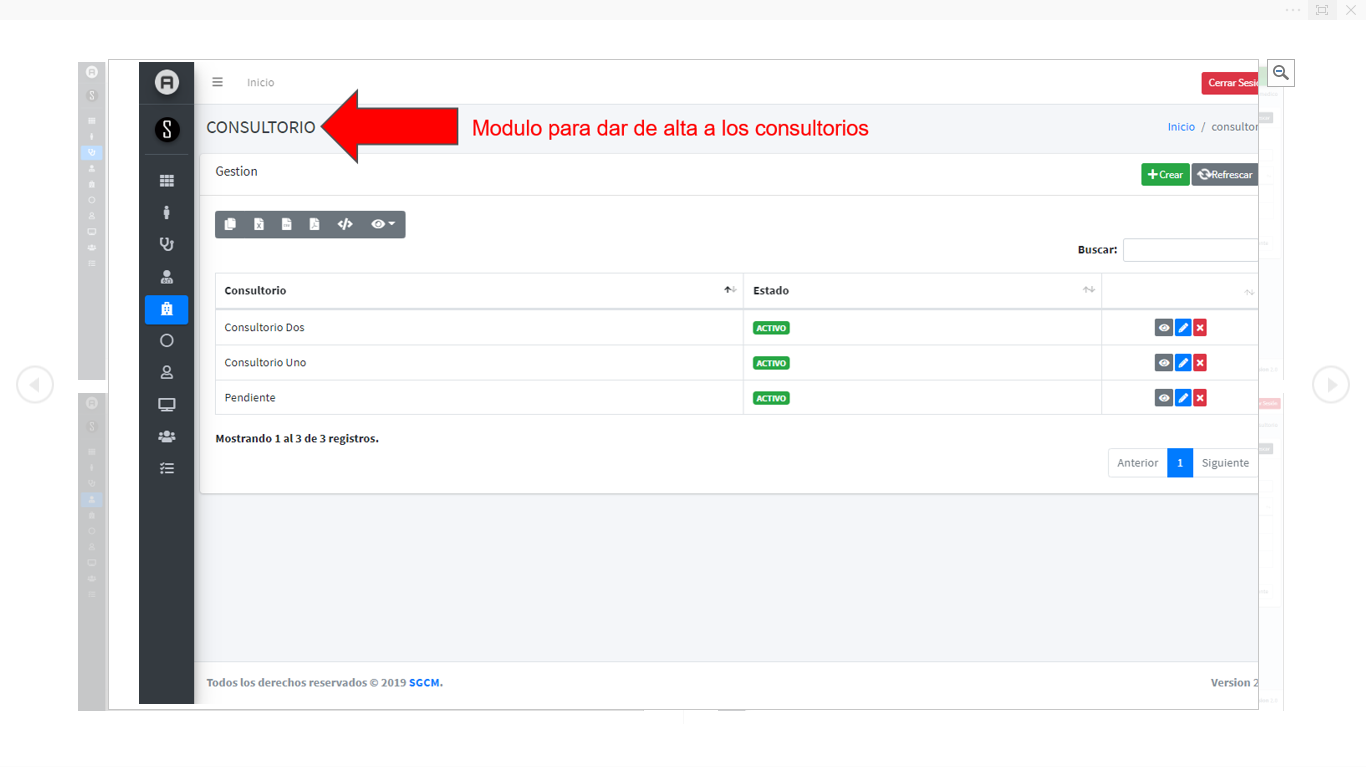 Inicio
Cerrar Sesi
CONSULTORIO
Modulo para dar de alta a los consultorios
Inicio / consultor
Gestion
Crear
Refrescar
Buscar:
Consultorio Estado
Consultorio Dos ACTIVO
Consultorio Uno ACTIVO
Pendiente ACTIVO
Mostrando 1 al 3 de 3 registros.
Anterior 1 Siguiente
Todos los derechos reservados © 2019 SGCM.
Version 2